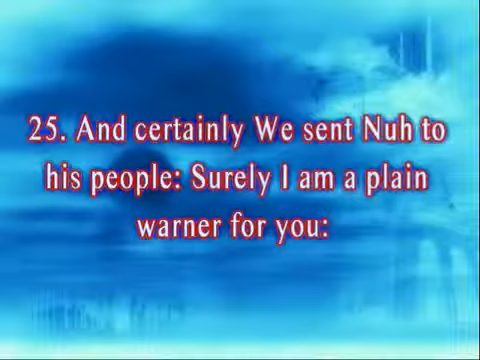 25. And certainly We sent Nuh to
his people: Surely I am a plain
warner for you: